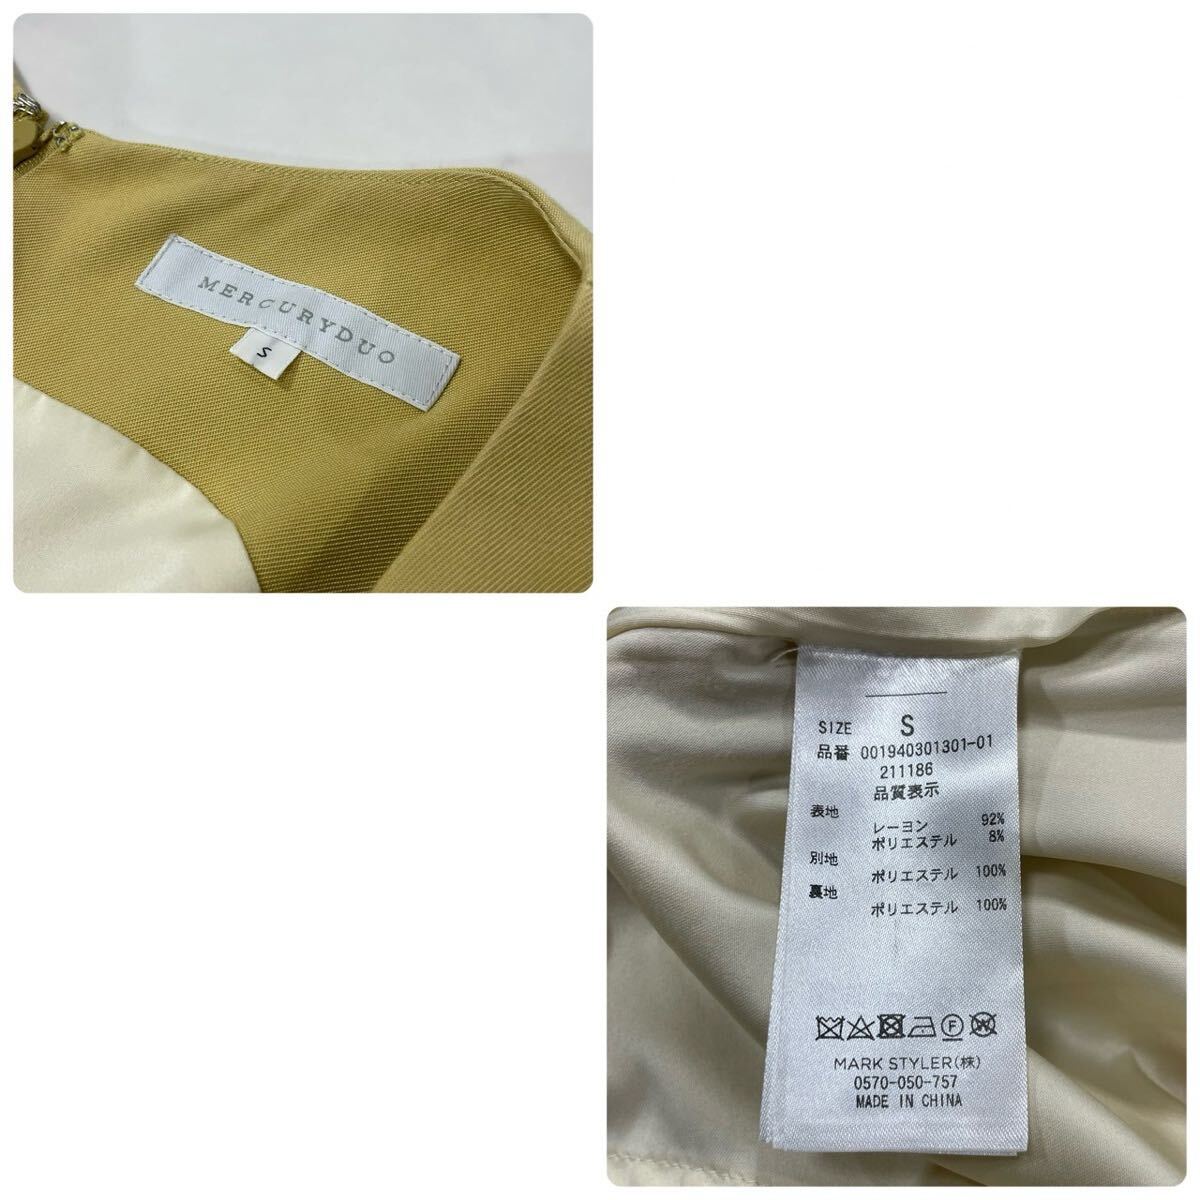 MERCURYDUO
S
SIZE S
品番 001940301301-01
211186
品質表示
表地
レーヨン 92%
ポリエステル 8%
別地
ポリエステル 100%
裏地
ポリエステル 100%
F
W
MARK STYLER(株)
0570-050-757
MADE IN CHINA